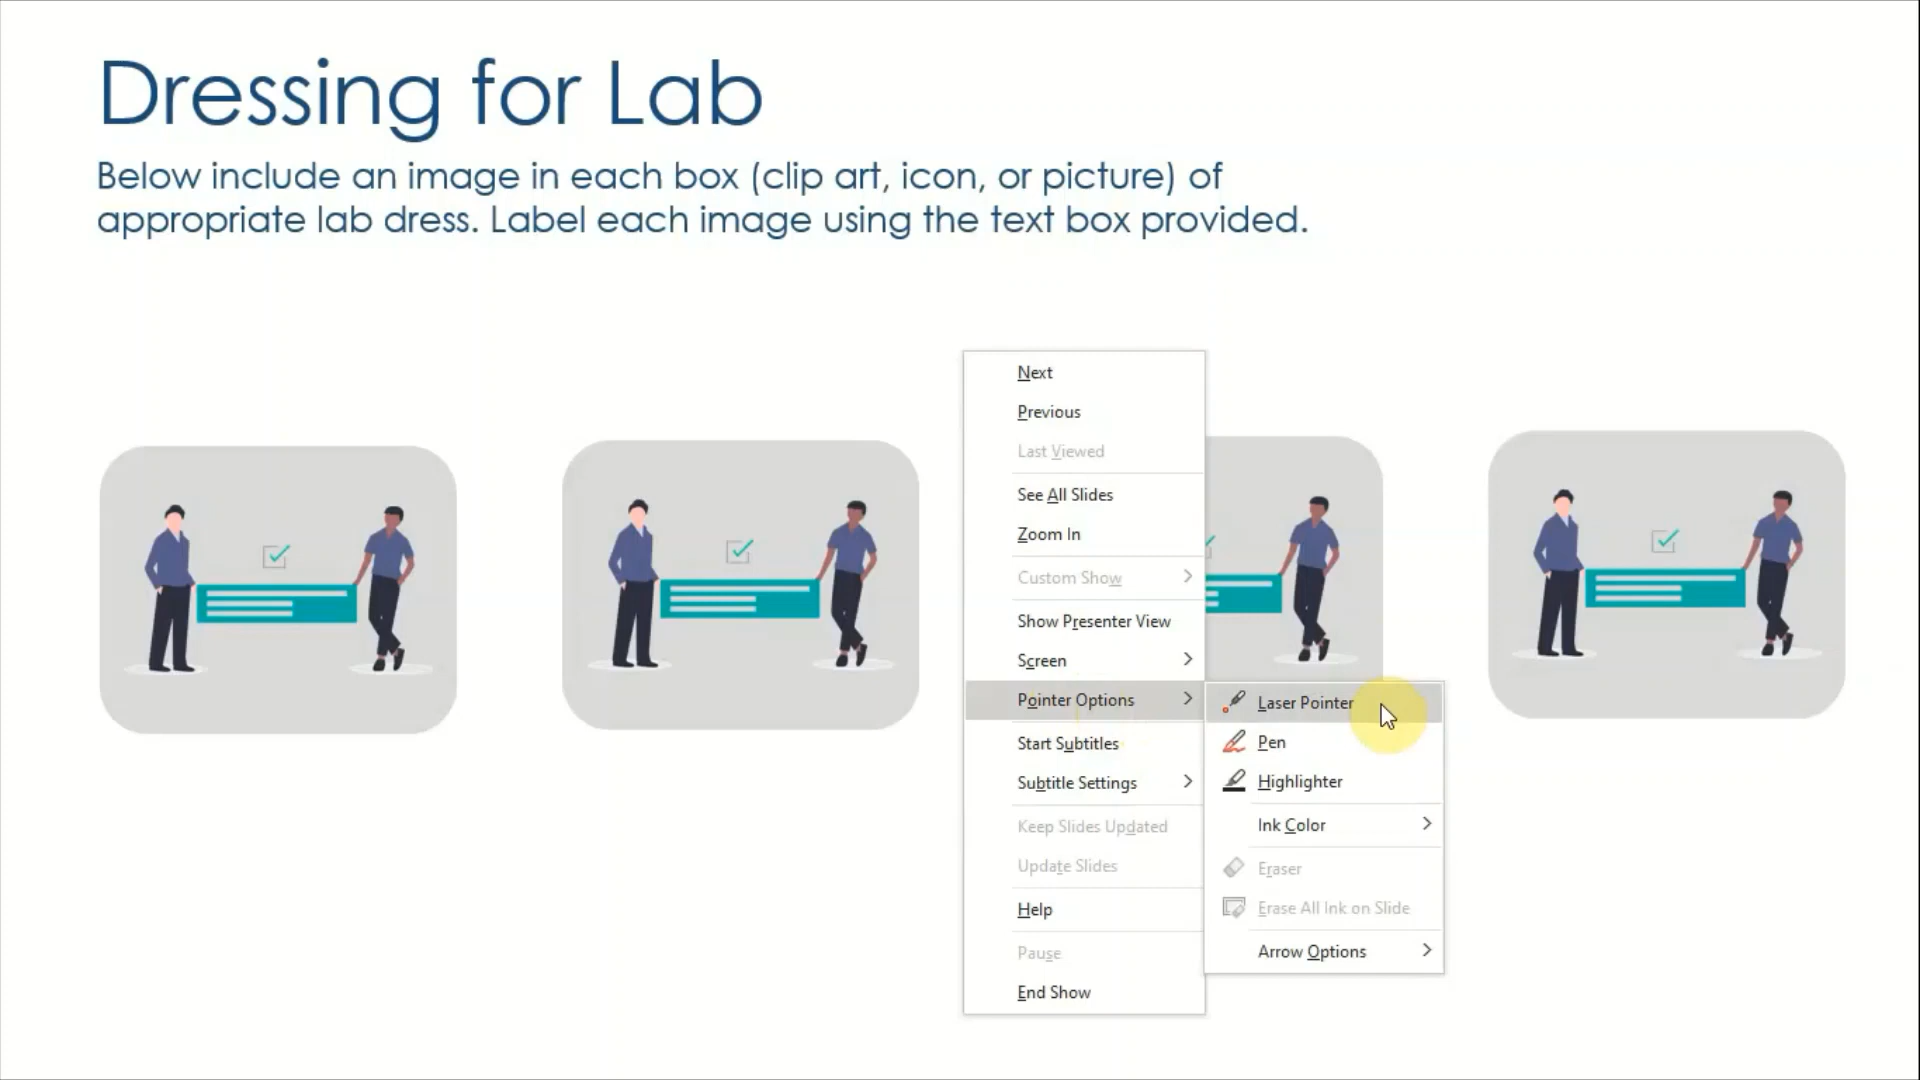 Dressing for Lab
Below include an image in each box (clip art, icon, or picture) of
appropriate lab dress. Label each image using the text box provided.
Next
Previous
Last Viewed
See All Slides
Zoom In
Custom Show
Show Presenter View
Screen
Pointer Options
Start Subtitles
Subtitle Settings
Keep Slides Updated
Update Slides
Help
Pause
End Show
Laser Pointer
Pen
Highlighter
Ink Color
Eraser
Erase All Ink on Slide
Arrow Options